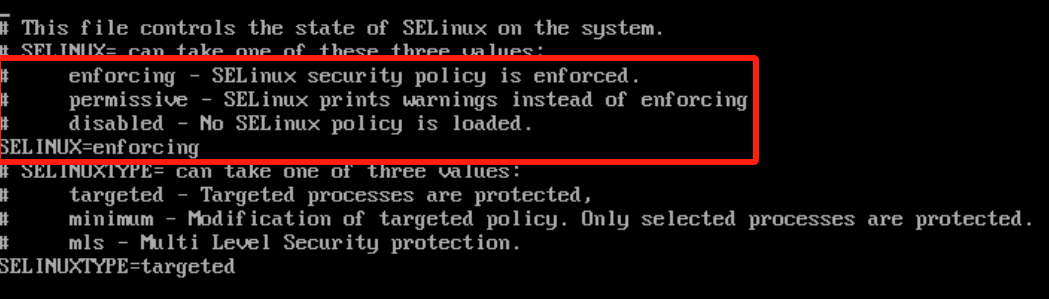 # This file controls the state of SELinux on the system.
# SELINUX= can take one of these three values:
#     enforcing - SELinux security policy is enforced.
#     permissive - SELinux prints warnings instead of enforcing
#     disabled - No SELinux policy is loaded.
SELINUX=enforcing
# SELINUXTYPE= can take one of three values:
#     targeted - Targeted processes are protected,
#     minimum - Modification of targeted policy. Only selected processes are protected.
#     mls - Multi Level Security protection.
SELINUXTYPE=targeted